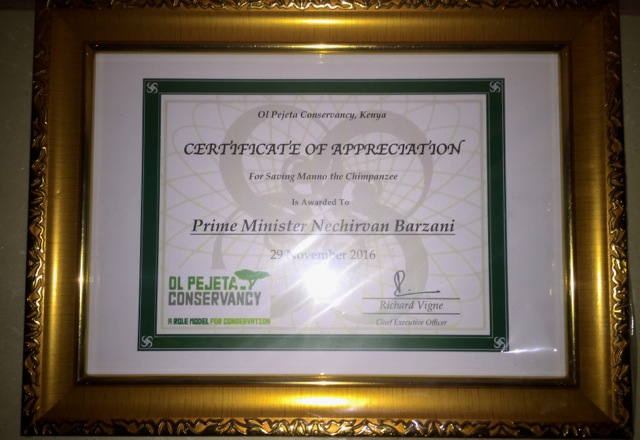 Ol Pejeta Conservancy, Kenya
CERTIFICATE OF APPRECIATION
For Saving Manno the Chimpanzee
Is Awarded To
Prime Minister Nechirvan Barzani
29 November 2016
OL PEJETA
CONSERVANCY
A ROLE MODEL FOR CONSERVATION
Richard Vigne
Chief Executive Officer